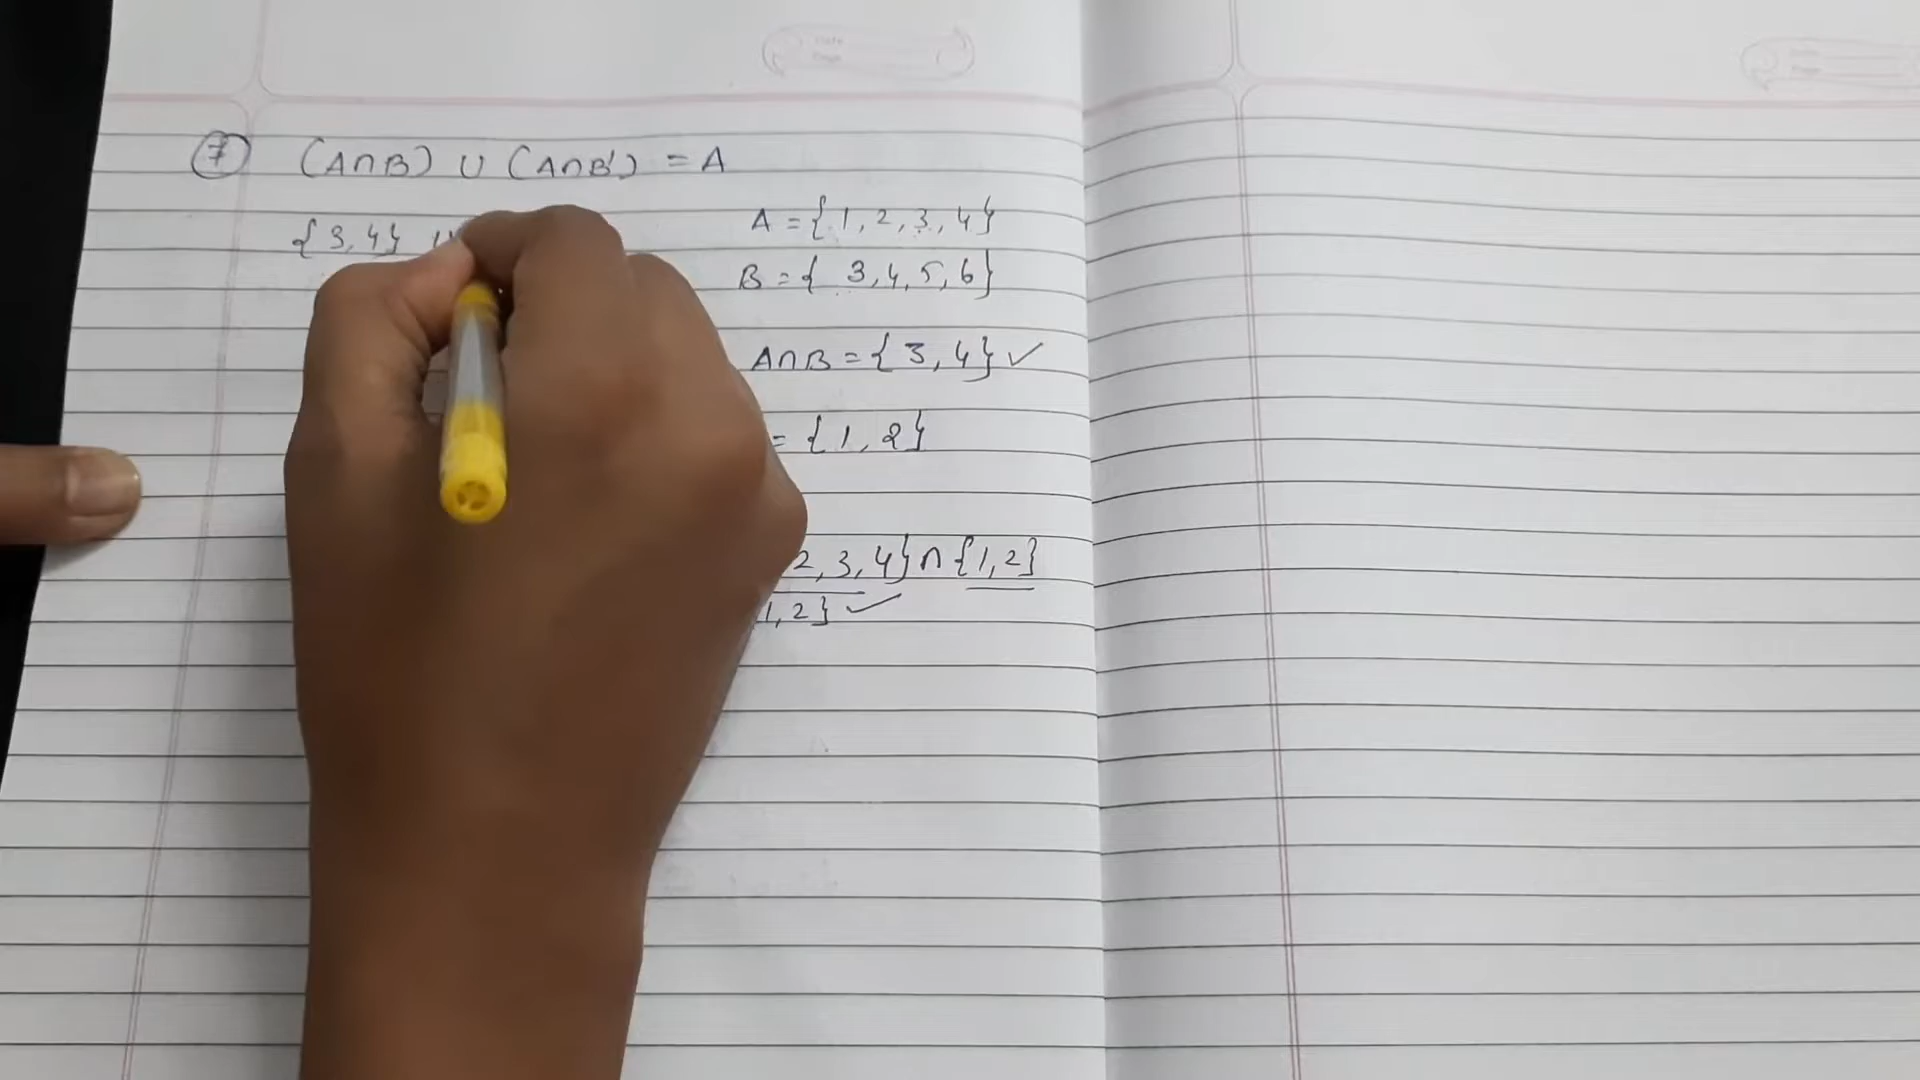 ⑦ (A∩B) ∪ (A∩B') = A
{3,4} ∪
A = {1,2,3,4}
B = { 3,4,5,6}
A∩B = {3,4} ✓
= {1,2}
2,3,4} ∩ {1,2}
1,2} ✓